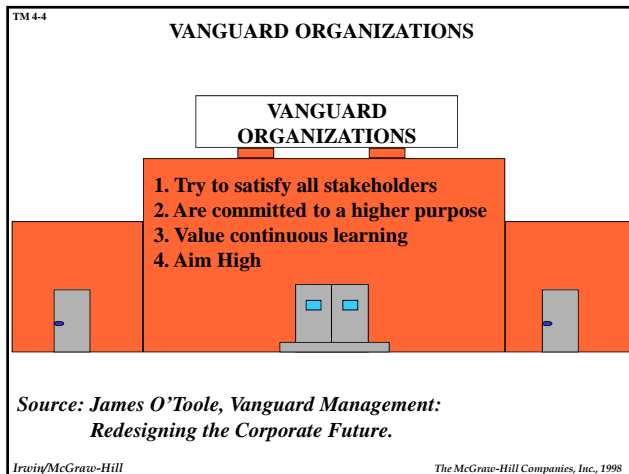 TM 4-4
VANGUARD ORGANIZATIONS
VANGUARD
ORGANIZATIONS
1. Try to satisfy all stakeholders
2. Are committed to a higher purpose
3. Value continuous learning
4. Aim High
Source: James O’Toole, Vanguard Management:
Redesigning the Corporate Future.
Irwin/McGraw-Hill
The McGraw-Hill Companies, Inc., 1998